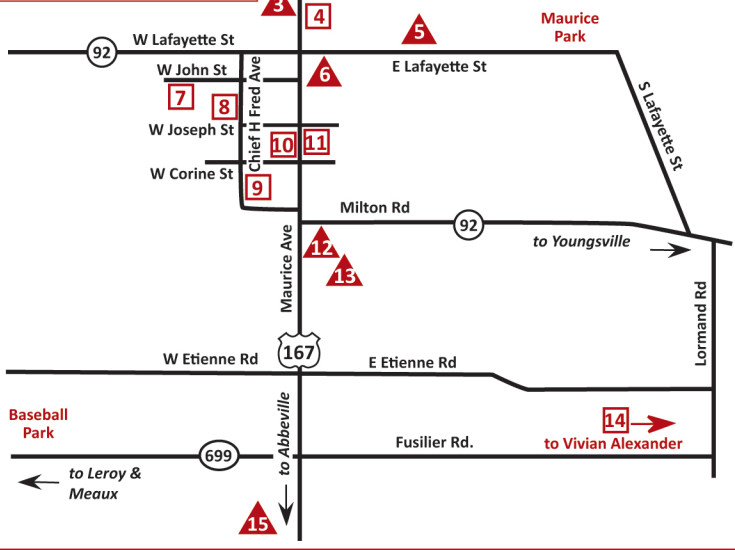 3
4
5
Maurice
Park
W Lafayette St
92
E Lafayette St
W John St
6
7
8
Chief H Fred Ave
S Lafayette St
W Joseph St
10
11
W Corine St
9
Milton Rd
92
to Youngsville
12
13
Maurice Ave
Lormand Rd
167
W Etienne Rd
E Etienne Rd
Baseball
Park
to Abbeville
14
to Vivian Alexander
Fusilier Rd.
699
to Leroy &
Meaux
15